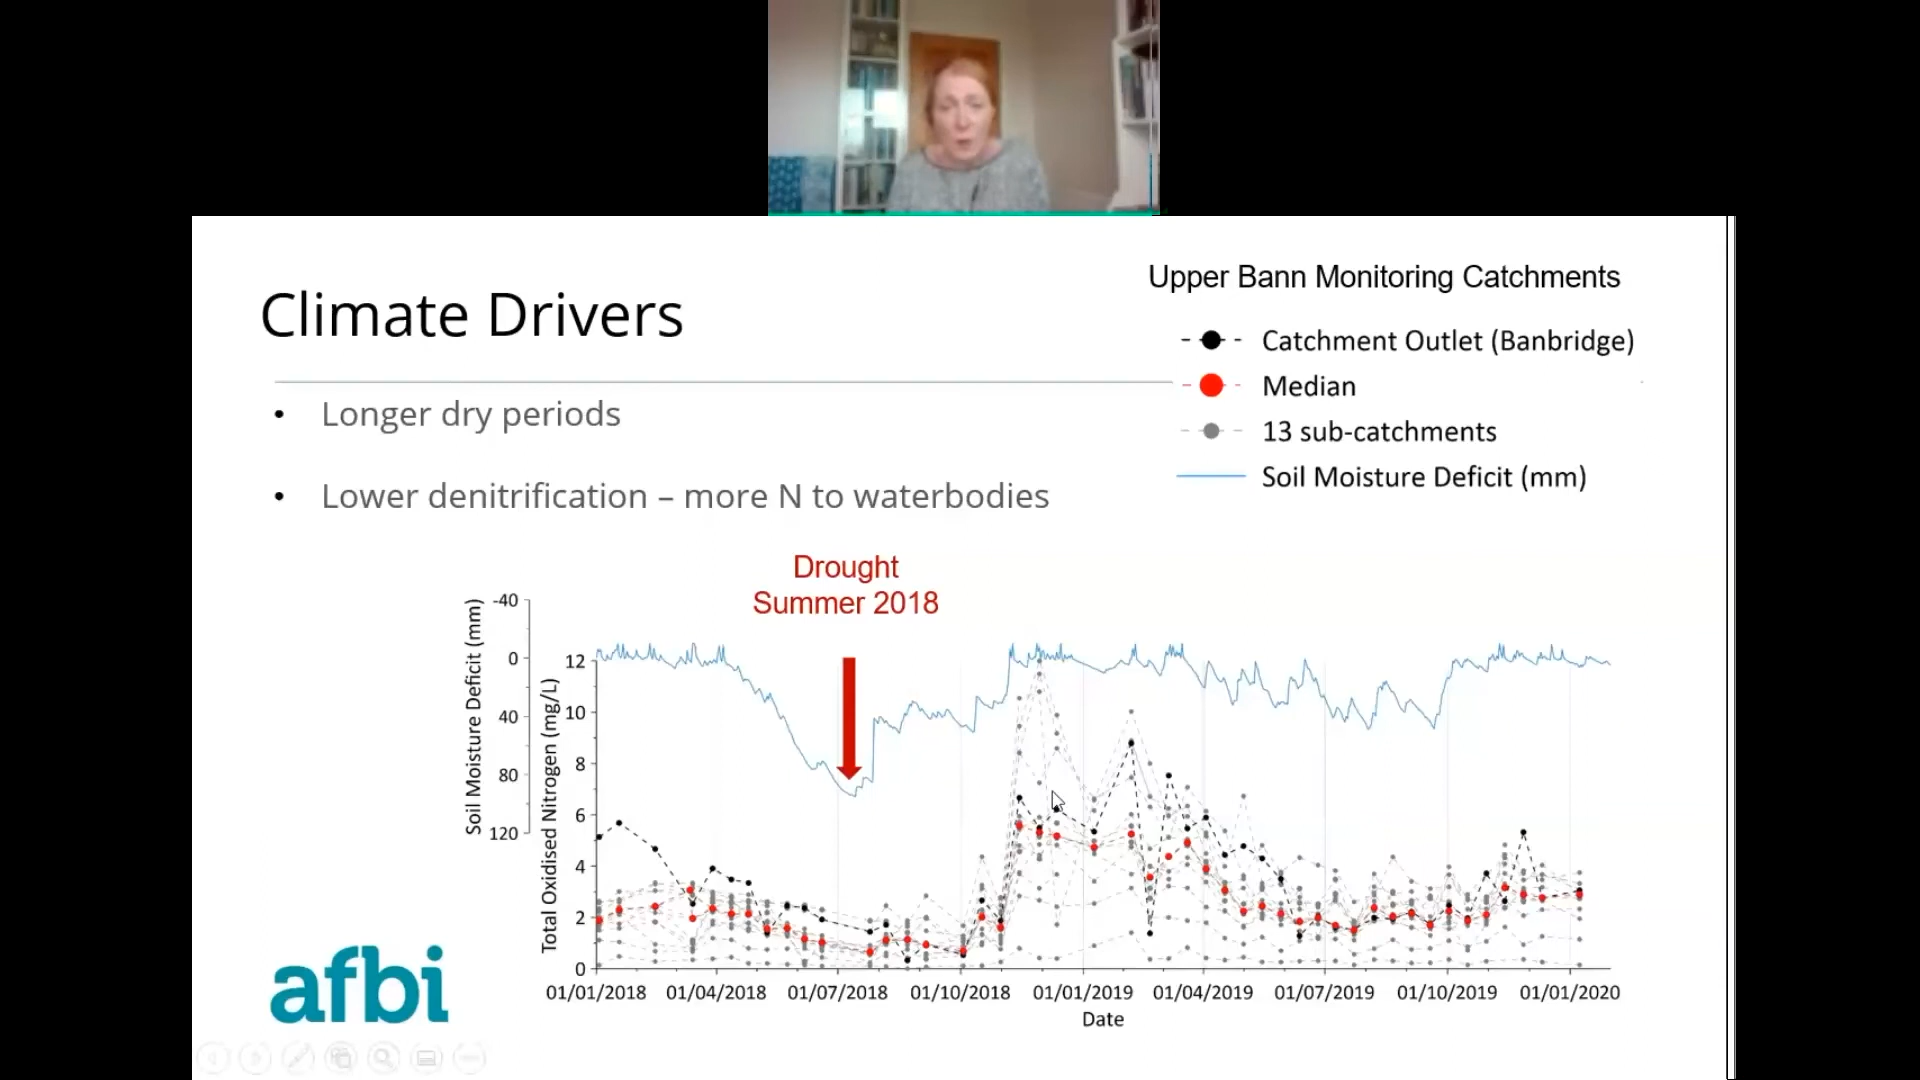 Climate Drivers
• Longer dry periods
• Lower denitrification – more N to waterbodies
Upper Bann Monitoring Catchments
Catchment Outlet (Banbridge)
Median
13 sub-catchments
Soil Moisture Deficit (mm)
Drought
Summer 2018
Soil Moisture Deficit (mm)
-40
0
40
80
120
Total Oxidised Nitrogen (mg/L)
12
10
8
6
4
2
0
01/01/2018 01/04/2018 01/07/2018 01/10/2018 01/01/2019 01/04/2019 01/07/2019 01/10/2019 01/01/2020
Date
afbi